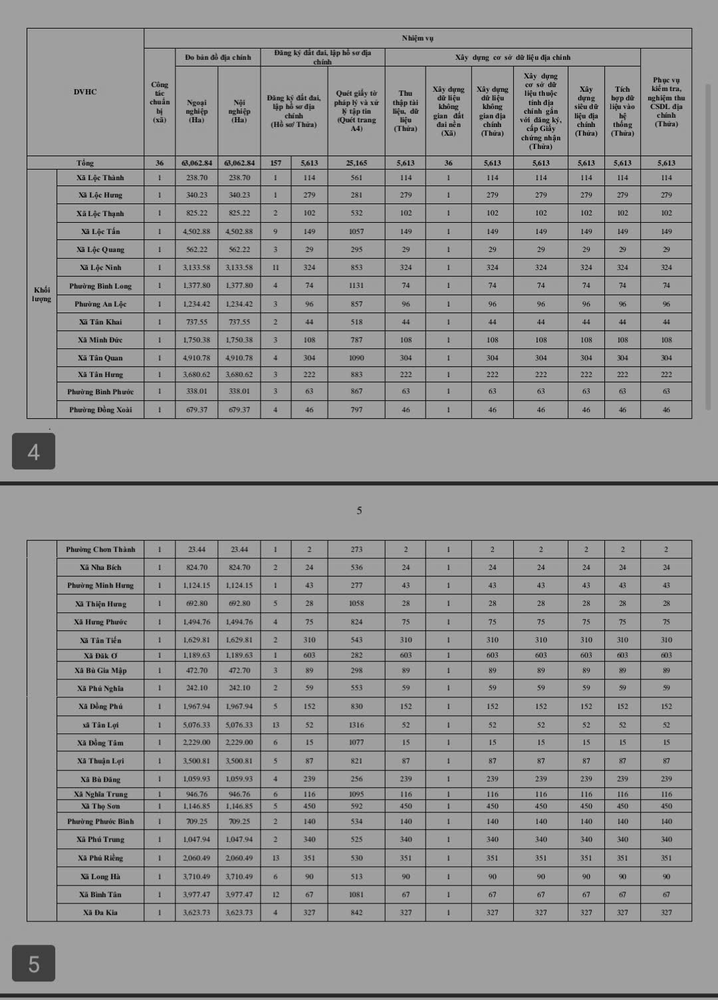 Nhiệm vụ
DVHC
Công tác chuẩn bị (xã)
Đo bản đồ địa chính
Đăng ký đất đai, lập hồ sơ địa chính
Xây dựng cơ sở dữ liệu địa chính
Phục vụ kiểm tra, nghiệm thu CSDL địa chính (Thửa)
Ngoại nghiệp (Ha)
Nội nghiệp (Ha)
Đăng ký đất đai, lập hồ sơ địa chính (Hồ sơ/ Thửa)
Quét giấy tờ pháp lý và xử lý tập tin (Quét trang A4)
Thu thập tài liệu, dữ liệu (Thửa)
Xây dựng dữ liệu không gian đất đai nền (Xã)
Xây dựng dữ liệu không gian địa chính (Thửa)
Xây dựng cơ sở dữ liệu thuộc tính địa chính gắn với đăng ký, cấp Giấy chứng nhận (Thửa)
Xây dựng siêu dữ liệu địa chính (Thửa)
Tích hợp dữ liệu vào hệ thống (Thửa)
Tổng 36 63,062.84 63,062.84 157 5,613 25,165 5,613 36 5,613 5,613 5,613 5,613 5,613
Khối lượng
Xã Lộc Thành 1 238.70 238.70 1 114 561 114 1 114 114 114 114 114
Xã Lộc Hưng 1 340.23 340.23 1 279 281 279 1 279 279 279 279 279
Xã Lộc Thạnh 1 825.22 825.22 2 102 532 102 1 102 102 102 102 102
Xã Lộc Tấn 1 4,502.88 4,502.88 9 149 1057 149 1 149 149 149 149 149
Xã Lộc Quang 1 562.22 562.22 3 29 295 29 1 29 29 29 29 29
Xã Lộc Ninh 1 3,133.58 3,133.58 11 324 853 324 1 324 324 324 324 324
Phường Bình Long 1 1,377.80 1,377.80 4 74 1131 74 1 74 74 74 74 74
Phường An Lộc 1 1,234.42 1,234.42 3 96 857 96 1 96 96 96 96 96
Xã Tân Khai 1 737.55 737.55 2 44 518 44 1 44 44 44 44 44
Xã Minh Đức 1 1,750.38 1,750.38 3 108 787 108 1 108 108 108 108 108
Xã Tân Quan 1 4,910.78 4,910.78 4 304 1090 304 1 304 304 304 304 304
Xã Tân Hưng 1 3,680.62 3,680.62 3 222 883 222 1 222 222 222 222 222
Phường Bình Phước 1 338.01 338.01 3 63 867 63 1 63 63 63 63 63
Phường Đồng Xoài 1 679.37 679.37 4 46 797 46 1 46 46 46 46 46
4
5
Phường Chơn Thành 1 23.44 23.44 1 2 273 2 1 2 2 2 2 2
Xã Nha Bích 1 824.70 824.70 2 24 536 24 1 24 24 24 24 24
Phường Minh Hưng 1 1,124.15 1,124.15 1 43 277 43 1 43 43 43 43 43
Xã Thiện Hưng 1 692.80 692.80 5 28 1058 28 1 28 28 28 28 28
Xã Hưng Phước 1 1,494.76 1,494.76 4 75 824 75 1 75 75 75 75 75
Xã Tân Tiến 1 1,629.81 1,629.81 2 310 543 310 1 310 310 310 310 310
Xã Đăk Ơ 1 1,189.63 1,189.63 1 603 282 603 1 603 603 603 603 603
Xã Bù Gia Mập 1 472.70 472.70 3 89 298 89 1 89 89 89 89 89
Xã Phú Nghĩa 1 242.10 242.10 2 59 553 59 1 59 59 59 59 59
Xã Đồng Phú 1 1,967.94 1,967.94 5 152 830 152 1 152 152 152 152 152
xã Tân Lợi 1 5,076.33 5,076.33 13 52 1316 52 1 52 52 52 52 52
Xã Đồng Tâm 1 2,229.00 2,229.00 6 15 1077 15 1 15 15 15 15 15
Xã Thuận Lợi 1 3,500.81 3,500.81 5 87 821 87 1 87 87 87 87 87
Xã Bù Đăng 1 1,059.93 1,059.93 4 239 256 239 1 239 239 239 239 239
Xã Nghĩa Trung 1 946.76 946.76 6 116 1095 116 1 116 116 116 116 116
Xã Thọ Sơn 1 1,146.85 1,146.85 5 450 592 450 1 450 450 450 450 450
Phường Phước Bình 1 709.25 709.25 2 140 534 140 1 140 140 140 140 140
Xã Phú Trung 1 1,047.94 1,047.94 2 340 525 340 1 340 340 340 340 340
Xã Phú Riềng 1 2,060.49 2,060.49 13 351 530 351 1 351 351 351 351 351
Xã Long Hà 1 3,710.49 3,710.49 6 90 513 90 1 90 90 90 90 90
Xã Bình Tân 1 3,977.47 3,977.47 12 67 1081 67 1 67 67 67 67 67
Xã Đa Kia 1 3,623.73 3,623.73 4 327 842 327 1 327 327 327 327 327
5